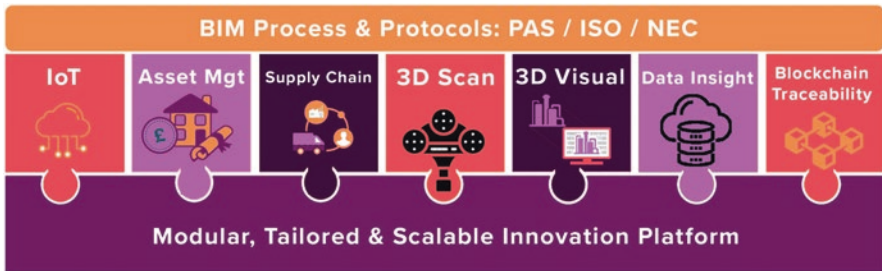 BIM Process & Protocols: PAS / ISO / NEC
IoT
Asset Mgt
Supply Chain
3D Scan
3D Visual
Data Insight
Blockchain
Traceability
£
Modular, Tailored & Scalable Innovation Platform